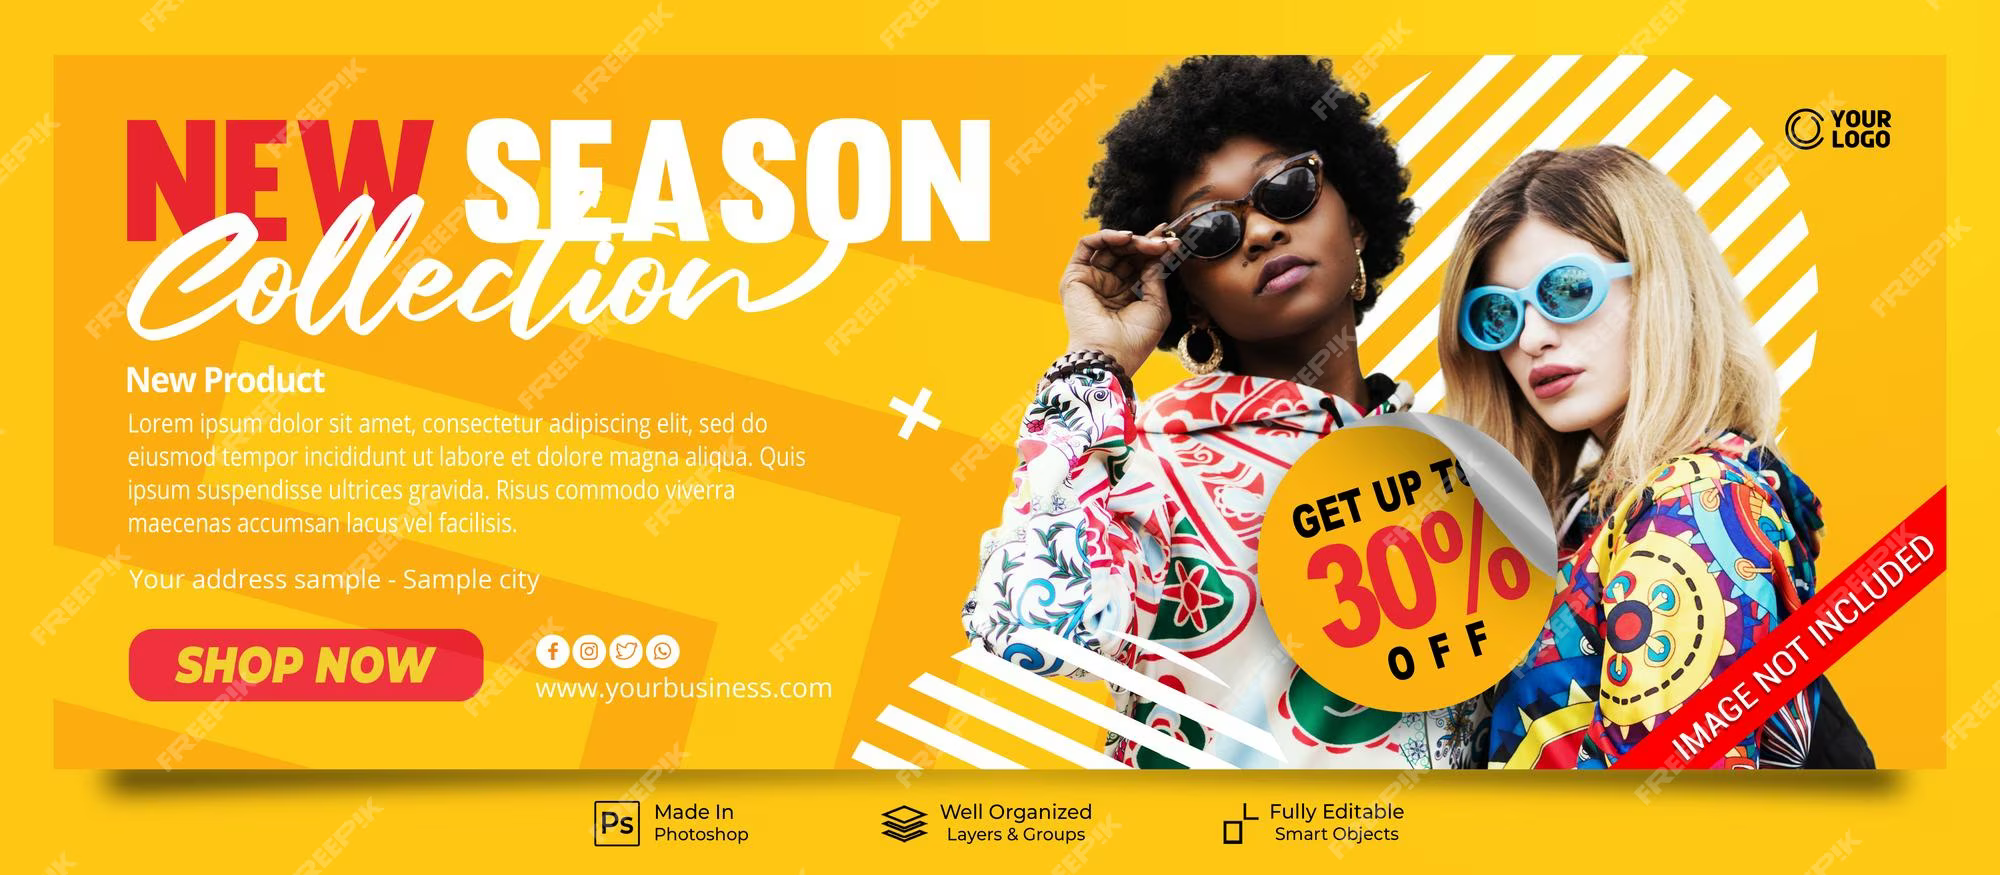 NEW SEASON
Collection
New Product
Lorem ipsum dolor sit amet, consectetur adipiscing elit, sed do
eiusmod tempor incididunt ut labore et dolore magna aliqua. Quis
ipsum suspendisse ultrices gravida. Risus commodo viverra
maecenas accumsan lacus vel facilisis.
Your address sample - Sample city
SHOP NOW
www.yourbusiness.com
YOUR
LOGO
GET UP TO
30%
OFF
IMAGE NOT INCLUDED
Ps
Made In
Photoshop
Well Organized
Layers & Groups
Fully Editable
Smart Objects
FREEPIK